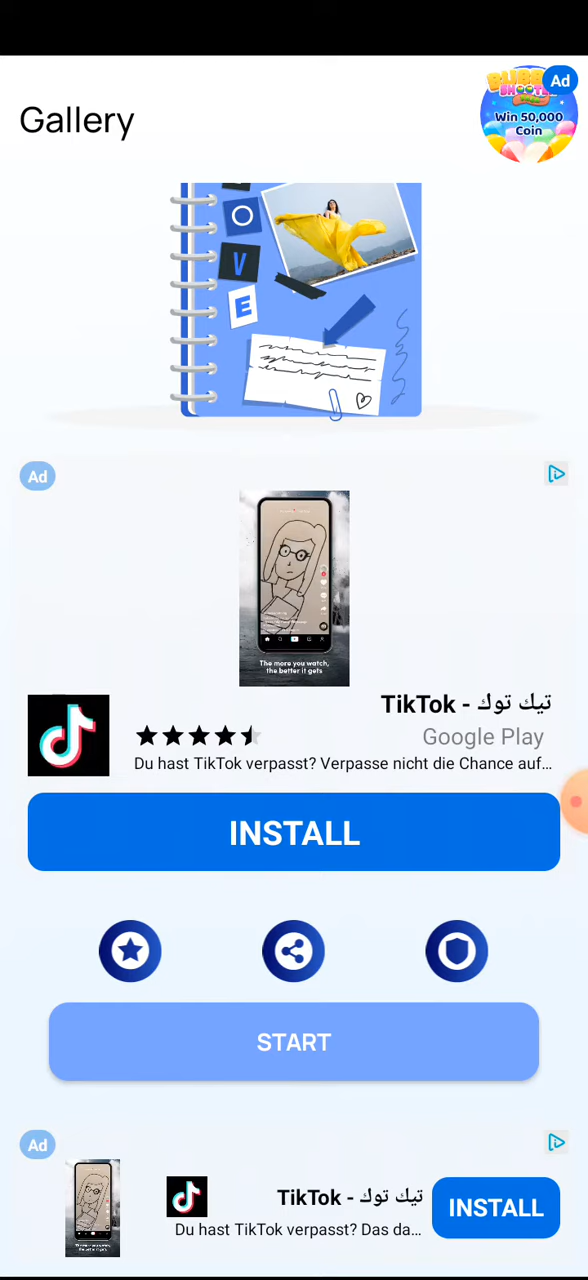 Gallery
BUBBLE
SHOOTER
Ad
Win 50,000
Coin
O
V
E
Ad
The more you watch,
the better it gets
TikTok - تيك توك
Google Play
Du hast TikTok verpasst? Verpasse nicht die Chance auf...
INSTALL
START
Ad
TikTok - تيك توك
Du hast TikTok verpasst? Das da...
INSTALL